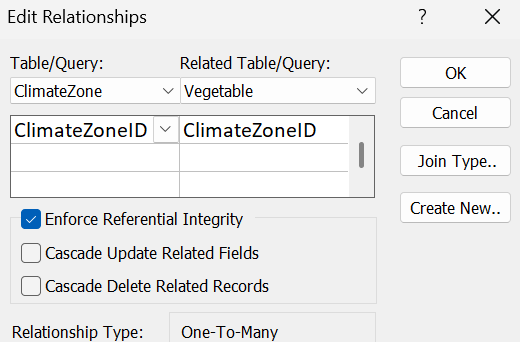 Edit Relationships ?
Table/Query: Related Table/Query:
ClimateZone Vegetable
OK
ClimateZoneID ClimateZoneID
Cancel
Join Type..
Create New..
Enforce Referential Integrity
Cascade Update Related Fields
Cascade Delete Related Records
Relationship Type: One-To-Many